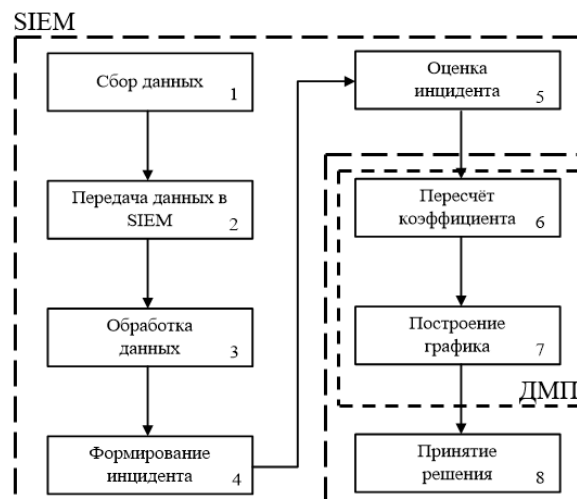 SIEM
Сбор данных
1
Передача данных в
SIEM
2
Обработка
данных
3
Формирование
инцидента
4
Оценка
инцидента
5
Пересчёт
коэффициента
6
Построение
графика
7
ДМП
Принятие
решения
8